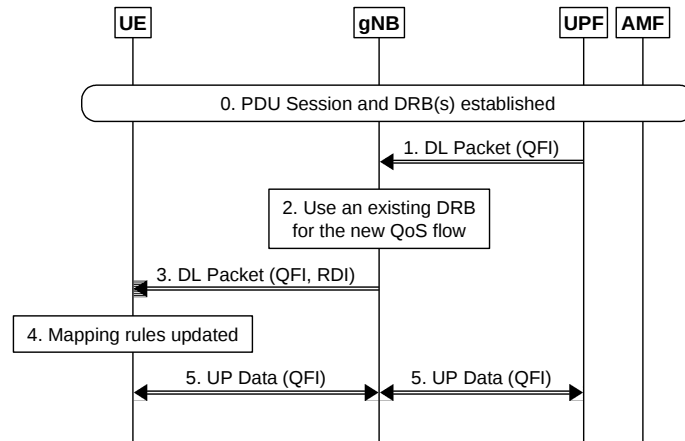 UE
gNB
UPF
AMF
0. PDU Session and DRB(s) established
1. DL Packet (QFI)
2. Use an existing DRB
for the new QoS flow
3. DL Packet (QFI, RDI)
4. Mapping rules updated
5. UP Data (QFI)
5. UP Data (QFI)